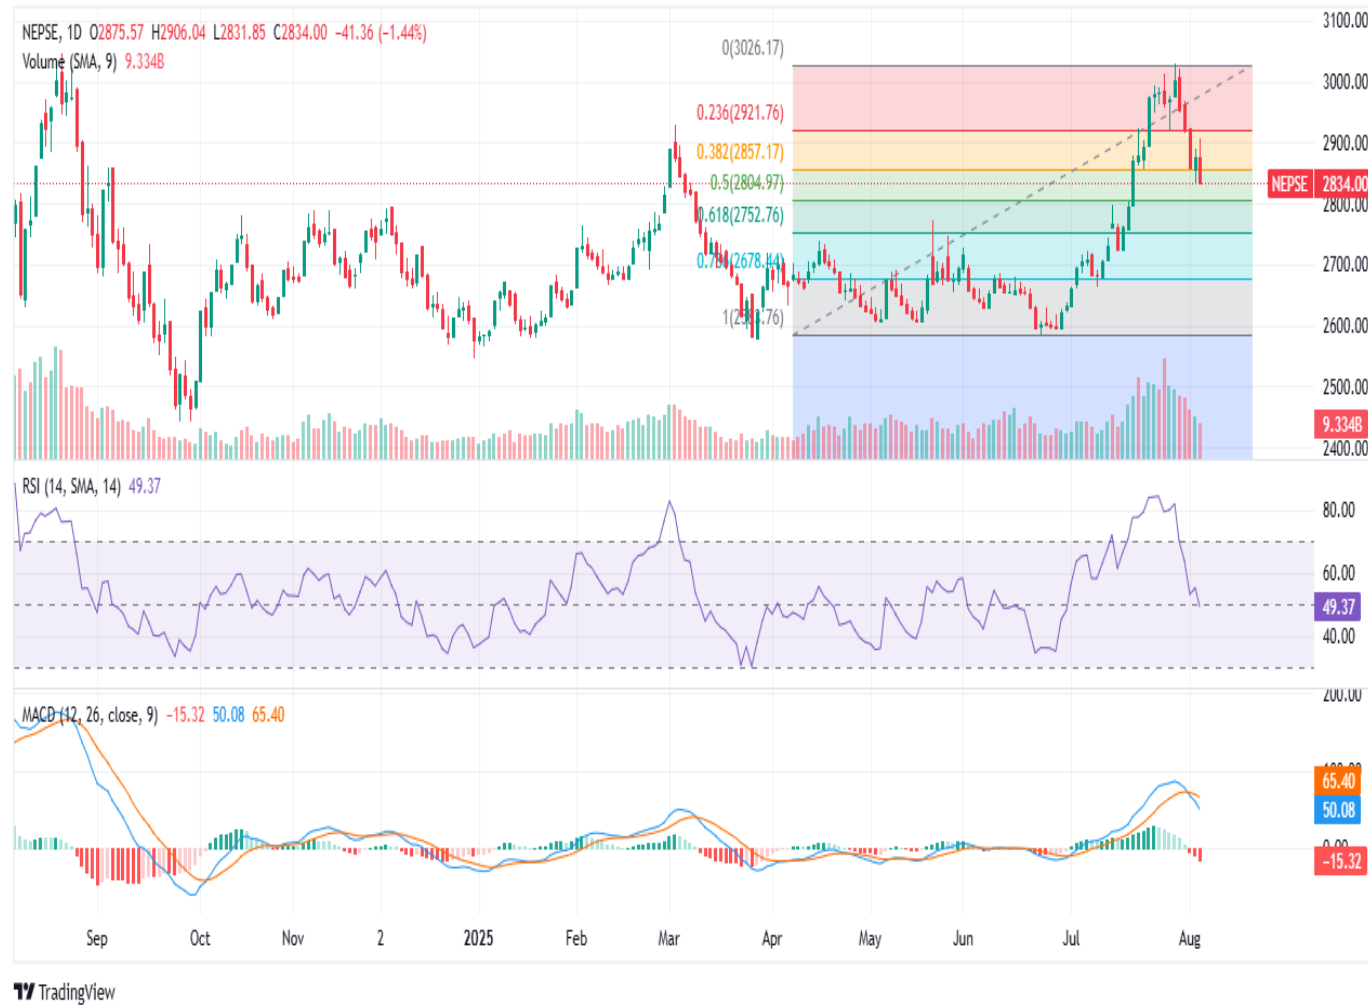 NEPSE, 1D O2875.57 H2906.04 L2831.85 C2834.00 −41.36 (−1.44%)
Volume (SMA, 9) 9.334B
0(3026.17)
0.236(2921.76)
0.382(2857.17)
0.5(2804.97)
0.618(2752.76)
1(
3100.00
3000.00
2900.00
NEPSE 2834.00
2800.00
2700.00
2600.00
2500.00
9.334B
2400.00
RSI (14, SMA, 14) 49.37
80.00
60.00
49.37
40.00
MACD (12, 26, close, 9) −15.32 50.08 65.40
200.00
65.40
50.08
0.00
−15.32
Sep Oct Nov 2 2025 Feb Mar Apr May Jun Jul Aug
TradingView